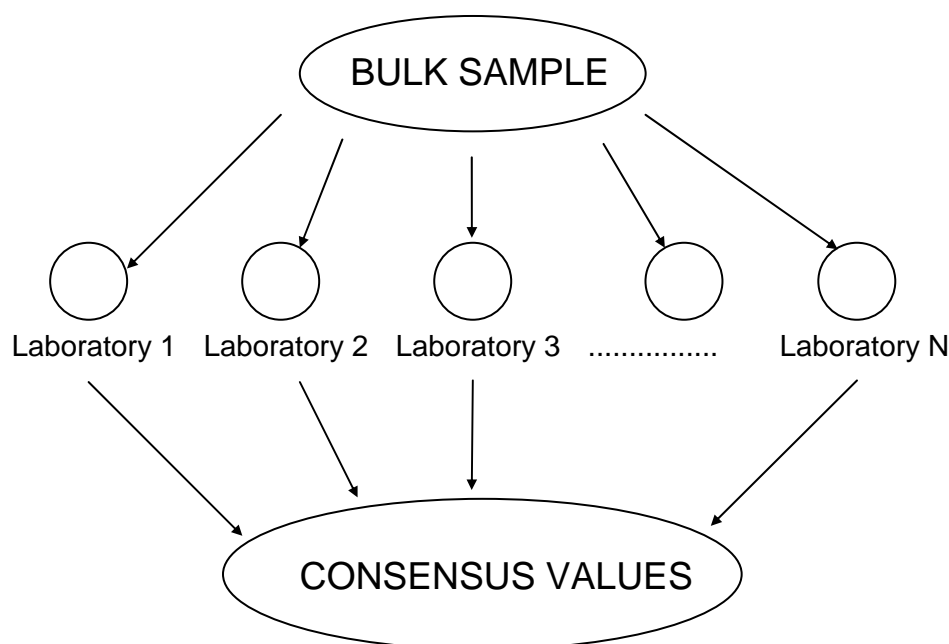 BULK SAMPLE
Laboratory 1 Laboratory 2 Laboratory 3 ................ Laboratory N
CONSENSUS VALUES